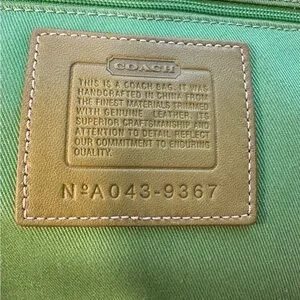 COACH
THIS IS A COACH BAG. IT WAS
HANDCRAFTED IN CHINA FROM
THE FINEST MATERIALS TRIMMED
WITH GENUINE LEATHER. ITS
SUPERIOR CRAFTSMANSHIP AND
ATTENTION TO DETAIL REFLECT
OUR COMMITMENT TO ENDURING
QUALITY.
NºA043-9367